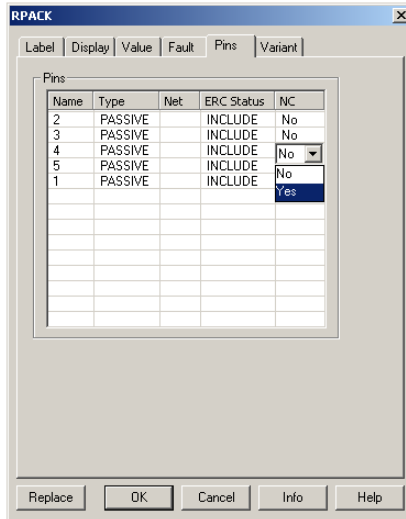 RPACK
Label Display Value Fault Pins Variant
Pins
Name Type Net ERC Status NC
2 PASSIVE INCLUDE No
3 PASSIVE INCLUDE No
4 PASSIVE INCLUDE No
5 PASSIVE INCLUDE No
1 PASSIVE INCLUDE Yes
Replace OK Cancel Info Help